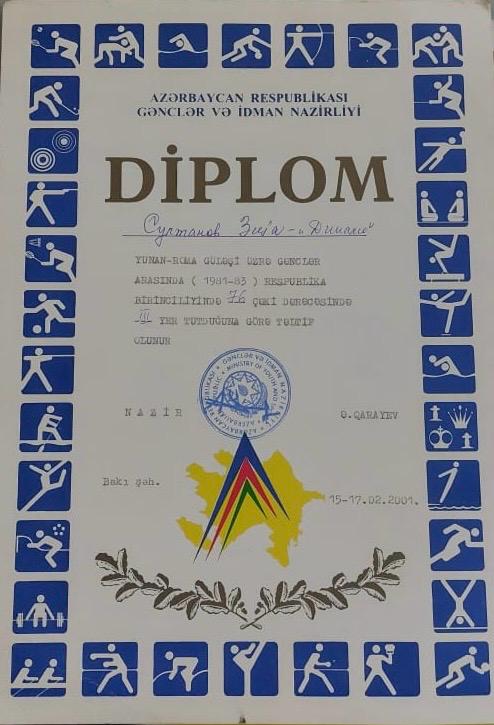 AZƏRBAYCAN RESPUBLİKASI
GƏNCLƏR VƏ İDMAN NAZİRLİYİ
DİPLOM
Султанов - „Динамо"
YUNAN-ROMA GÜLƏŞİ ÜZRƏ GƏNCLƏR
ARASINDA ( 1981-83 ) RESPUBLİKA
BİRİNCİLİYİNDƏ 76 ÇƏKİ DƏRƏCƏSİNDƏ
III YER TUTDUĞUNA GÖRƏ TƏLTİF
OLUNUR
NAZİR Ə.QARAYEV
Bakı şəh. 15-17.02.2001.